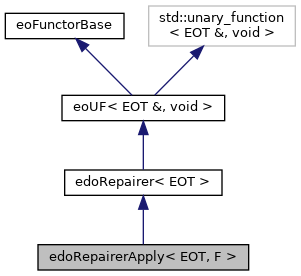 eoFunctorBase
std::unary_function
< EOT &, void >
eoUF< EOT &, void >
edoRepairer< EOT >
edoRepairerApply< EOT, F >